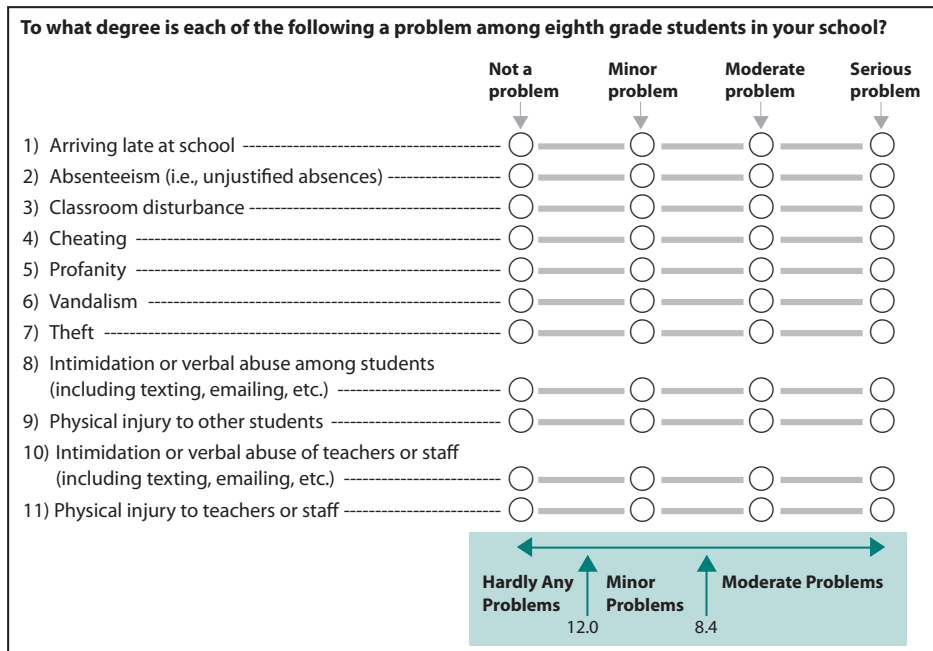 To what degree is each of the following a problem among eighth grade students in your school?
Not a problem
Minor problem
Moderate problem
Serious problem
1) Arriving late at school
2) Absenteeism (i.e., unjustified absences)
3) Classroom disturbance
4) Cheating
5) Profanity
6) Vandalism
7) Theft
8) Intimidation or verbal abuse among students
(including texting, emailing, etc.)
9) Physical injury to other students
10) Intimidation or verbal abuse of teachers or staff
(including texting, emailing, etc.)
11) Physical injury to teachers or staff
Hardly Any
Problems
Minor
Problems
Moderate Problems
12.0
8.4